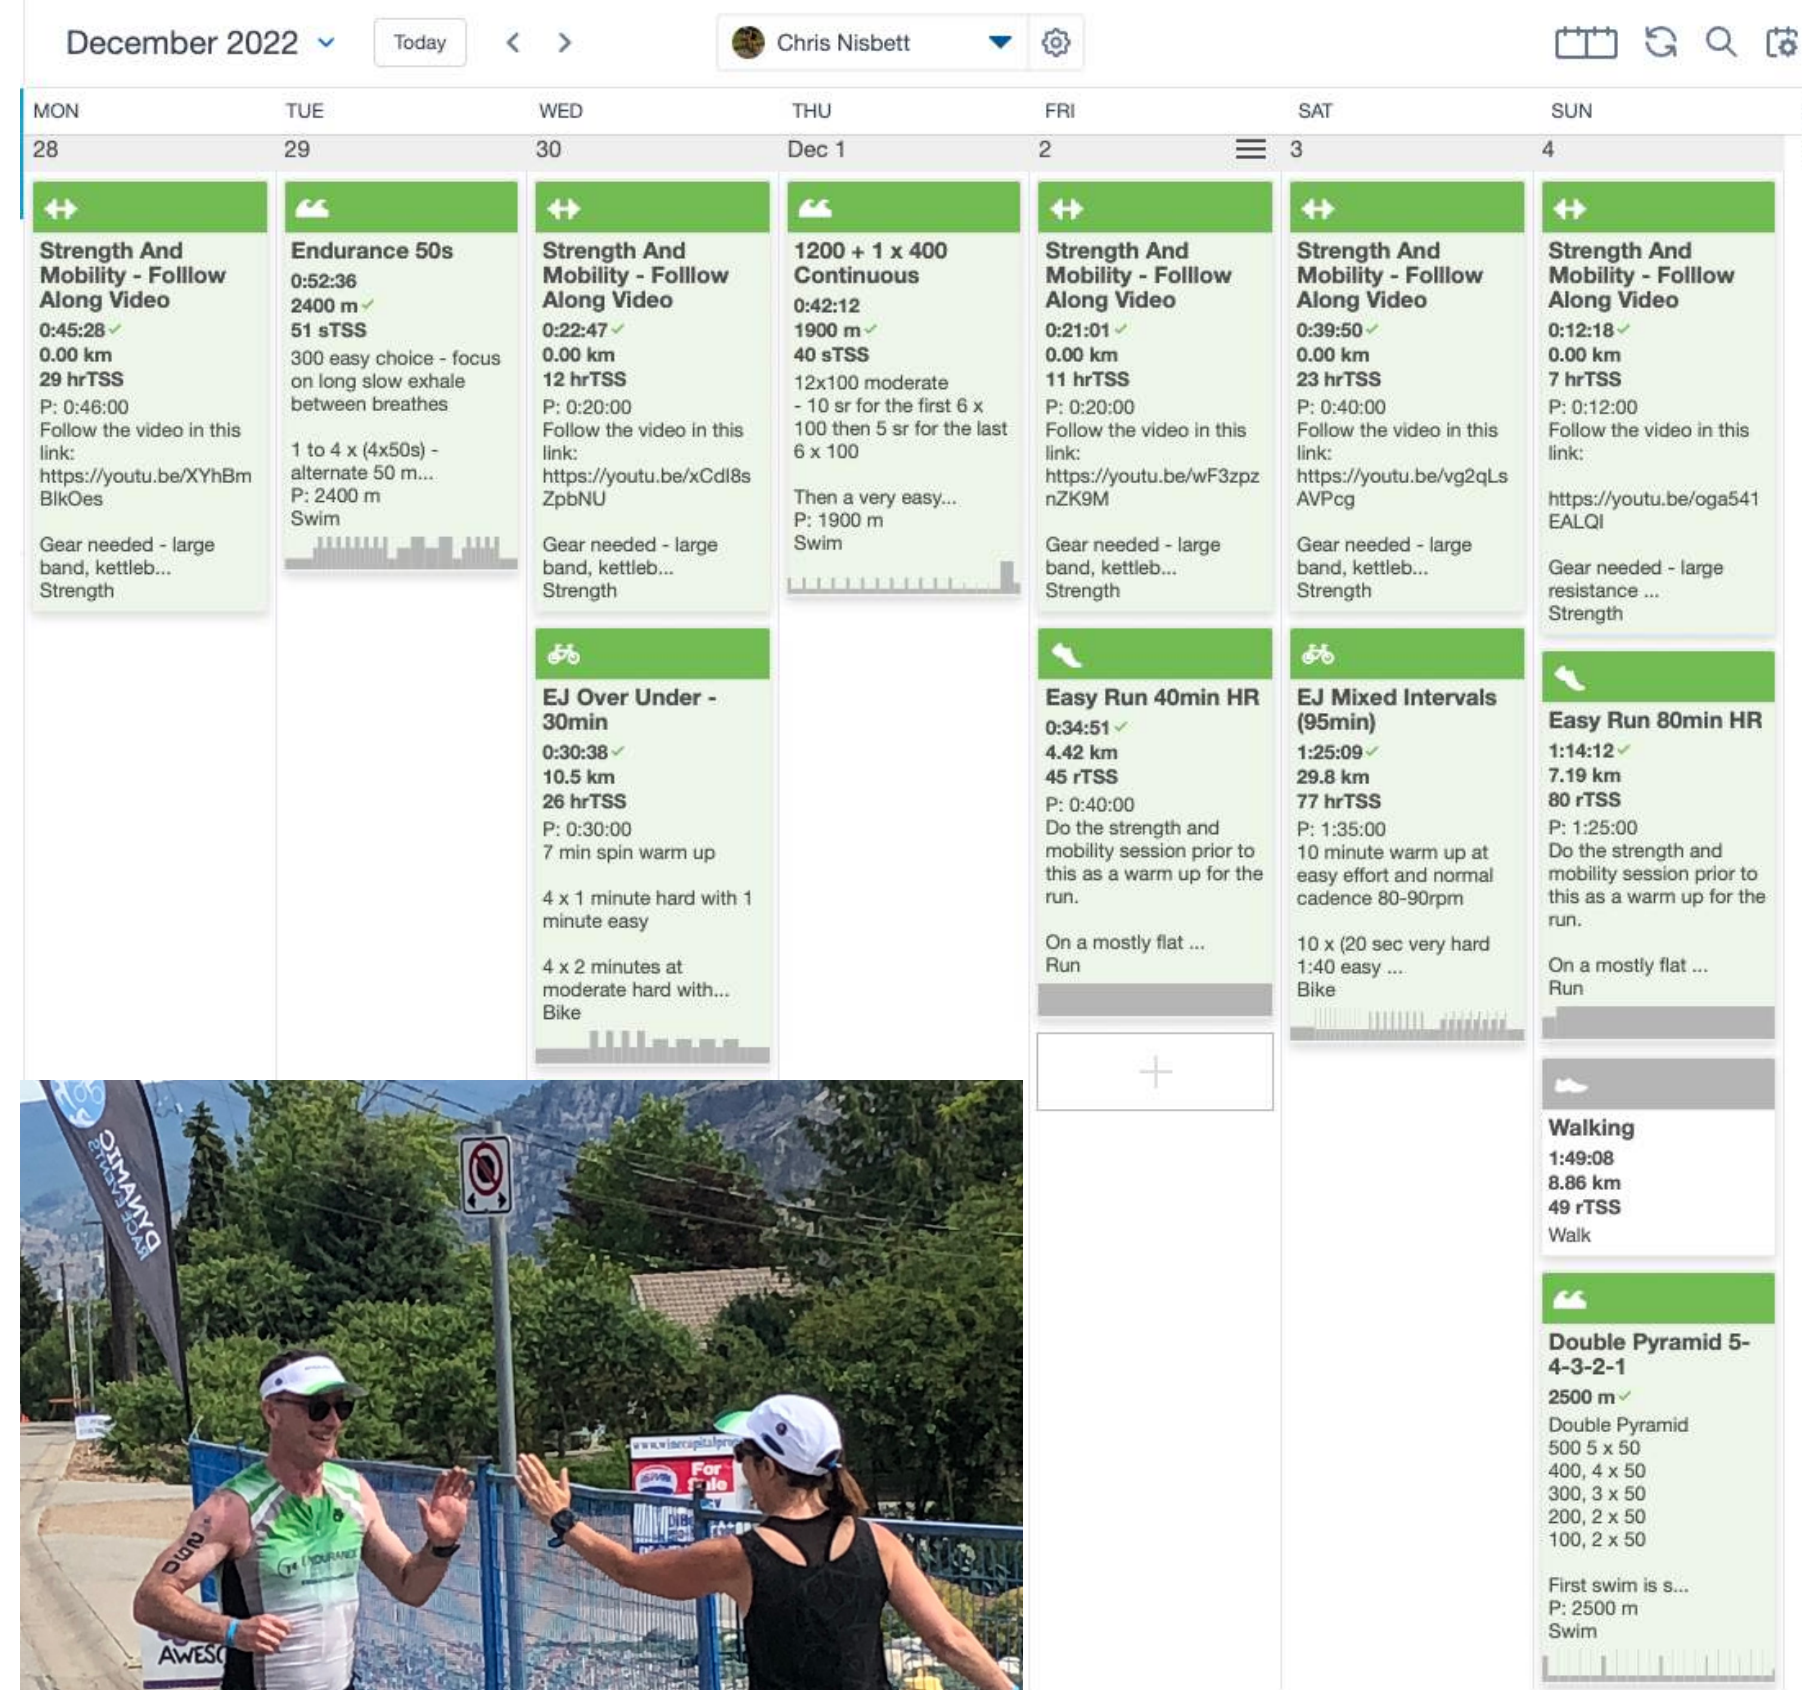 December 2022
Today
Chris Nisbett
MON
TUE
WED
THU
FRI
SAT
SUN
28
29
30
Dec 1
2
3
4
Strength And
Mobility - Folllow
Along Video
0:45:28
0.00 km
29 hrTSS
P: 0:46:00
Follow the video in this
link:
https://youtu.be/XYhBm
BlkOes
Gear needed - large
band, kettleb...
Strength
Endurance 50s
0:52:36
2400 m
51 sTSS
300 easy choice - focus
on long slow exhale
between breathes
1 to 4 x (4x50s) -
alternate 50 m...
P: 2400 m
Swim
Strength And
Mobility - Folllow
Along Video
0:22:47
0.00 km
12 hrTSS
P: 0:20:00
Follow the video in this
link:
https://youtu.be/xCdI8s
ZpbNU
Gear needed - large
band, kettleb...
Strength
EJ Over Under -
30min
0:30:38
10.5 km
26 hrTSS
P: 0:30:00
7 min spin warm up
4 x 1 minute hard with 1
minute easy
4 x 2 minutes at
moderate hard with...
Bike
1200 + 1 x 400
Continuous
0:42:12
1900 m
40 sTSS
12x100 moderate
- 10 sr for the first 6 x
100 then 5 sr for the last
6 x 100
Then a very easy...
P: 1900 m
Swim
Strength And
Mobility - Folllow
Along Video
0:21:01
0.00 km
11 hrTSS
P: 0:20:00
Follow the video in this
link:
https://youtu.be/wF3zpz
nZK9M
Gear needed - large
band, kettleb...
Strength
Easy Run 40min HR
0:34:51
4.42 km
45 rTSS
P: 0:40:00
Do the strength and
mobility session prior to
this as a warm up for the
run.
On a mostly flat ...
Run
Strength And
Mobility - Folllow
Along Video
0:39:50
0.00 km
23 hrTSS
P: 0:40:00
Follow the video in this
link:
https://youtu.be/vg2qLs
AVPcg
Gear needed - large
band, kettleb...
Strength
EJ Mixed Intervals
(95min)
1:25:09
29.8 km
77 hrTSS
P: 1:35:00
10 minute warm up at
easy effort and normal
cadence 80-90rpm
10 x (20 sec very hard
1:40 easy ...
Bike
Strength And
Mobility - Folllow
Along Video
0:12:18
0.00 km
7 hrTSS
P: 0:12:00
Follow the video in this
link:
https://youtu.be/oga541
EALQI
Gear needed - large
resistance ...
Strength
Easy Run 80min HR
1:14:12
7.19 km
80 rTSS
P: 1:25:00
Do the strength and
mobility session prior to
this as a warm up for the
run.
On a mostly flat ...
Run
Walking
1:49:08
8.86 km
49 rTSS
Walk
Double Pyramid 5-
4-3-2-1
2500 m
Double Pyramid
500 5 x 50
400, 4 x 50
300, 3 x 50
200, 2 x 50
100, 2 x 50
First swim is s...
P: 2500 m
Swim
DYNAMIC
RACE EVENTS
For
Sale
ENDURANCE
AWESO